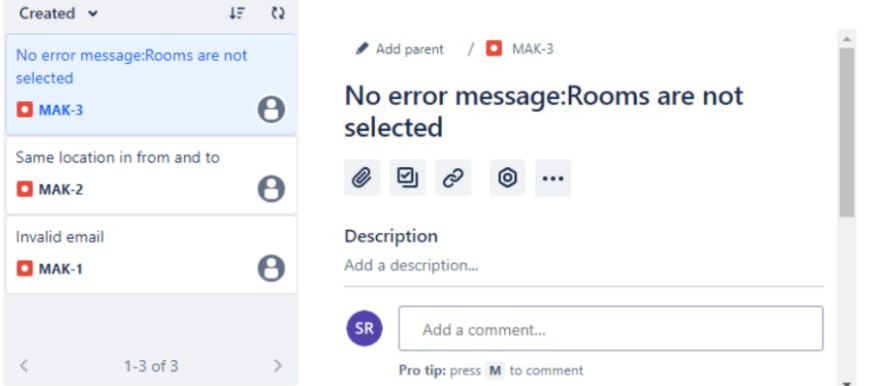 Created
No error message:Rooms are not
selected
MAK-3
Same location in from and to
MAK-2
Invalid email
MAK-1
1-3 of 3
Add parent / MAK-3
No error message:Rooms are not
selected
Description
Add a description...
SR
Add a comment...
Pro tip: press M to comment